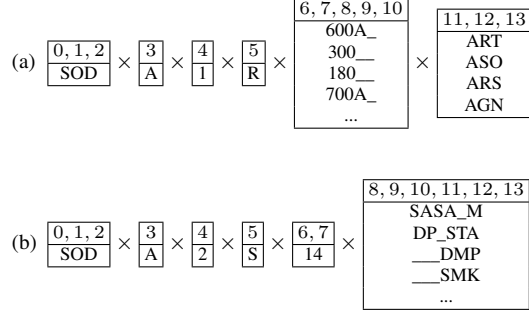 (a) 0, 1, 2 × 3 × 4 × 5 × 6, 7, 8, 9, 10 × 11, 12, 13
SOD A 1 R
600A_ ART
300__ ASO
180__ ARS
700A_ AGN
...
(b) 0, 1, 2 × 3 × 4 × 5 × 6, 7 × 8, 9, 10, 11, 12, 13
SOD A 2 S 14
SASA_M
DP_STA
___DMP
___SMK
...